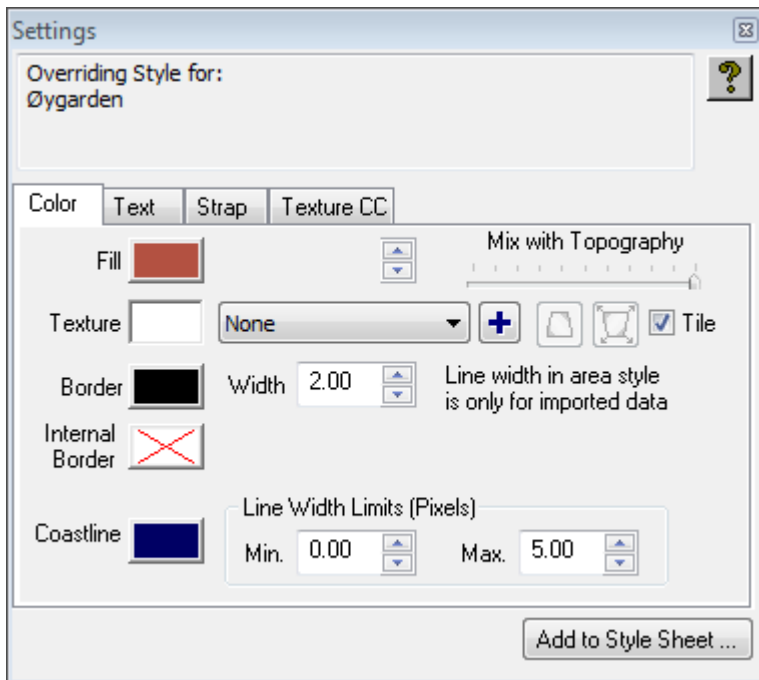 Settings
Overriding Style for:
Øygarden
Color Text Strap Texture CC
Fill Mix with Topography
Texture None Tile
Border Width 2.00 Line width in area style
is only for imported data
Internal
Border
Line Width Limits (Pixels)
Coastline Min. 0.00 Max. 5.00
Add to Style Sheet ...